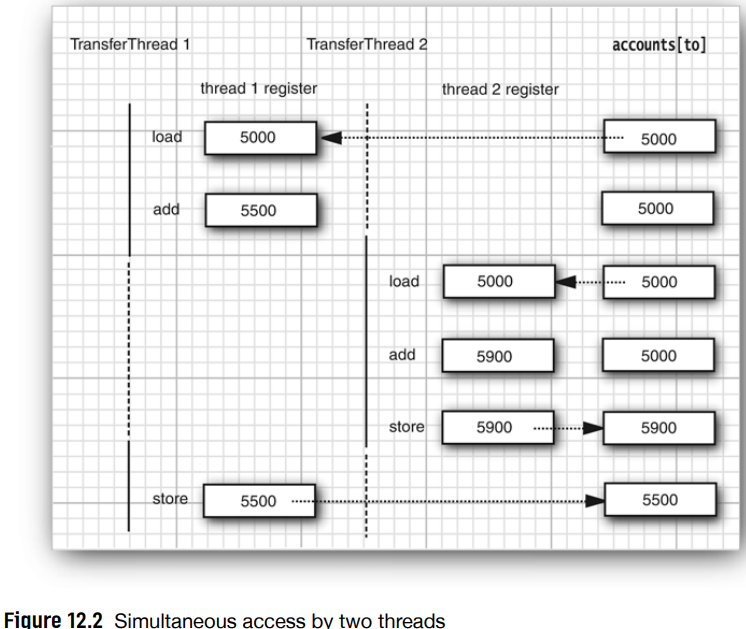 TransferThread 1 TransferThread 2 accounts[to]
thread 1 register thread 2 register
load 5000 5000
add 5500 5000
load 5000 5000
add 5900 5000
store 5900 5900
store 5500 5500
Figure 12.2 Simultaneous access by two threads